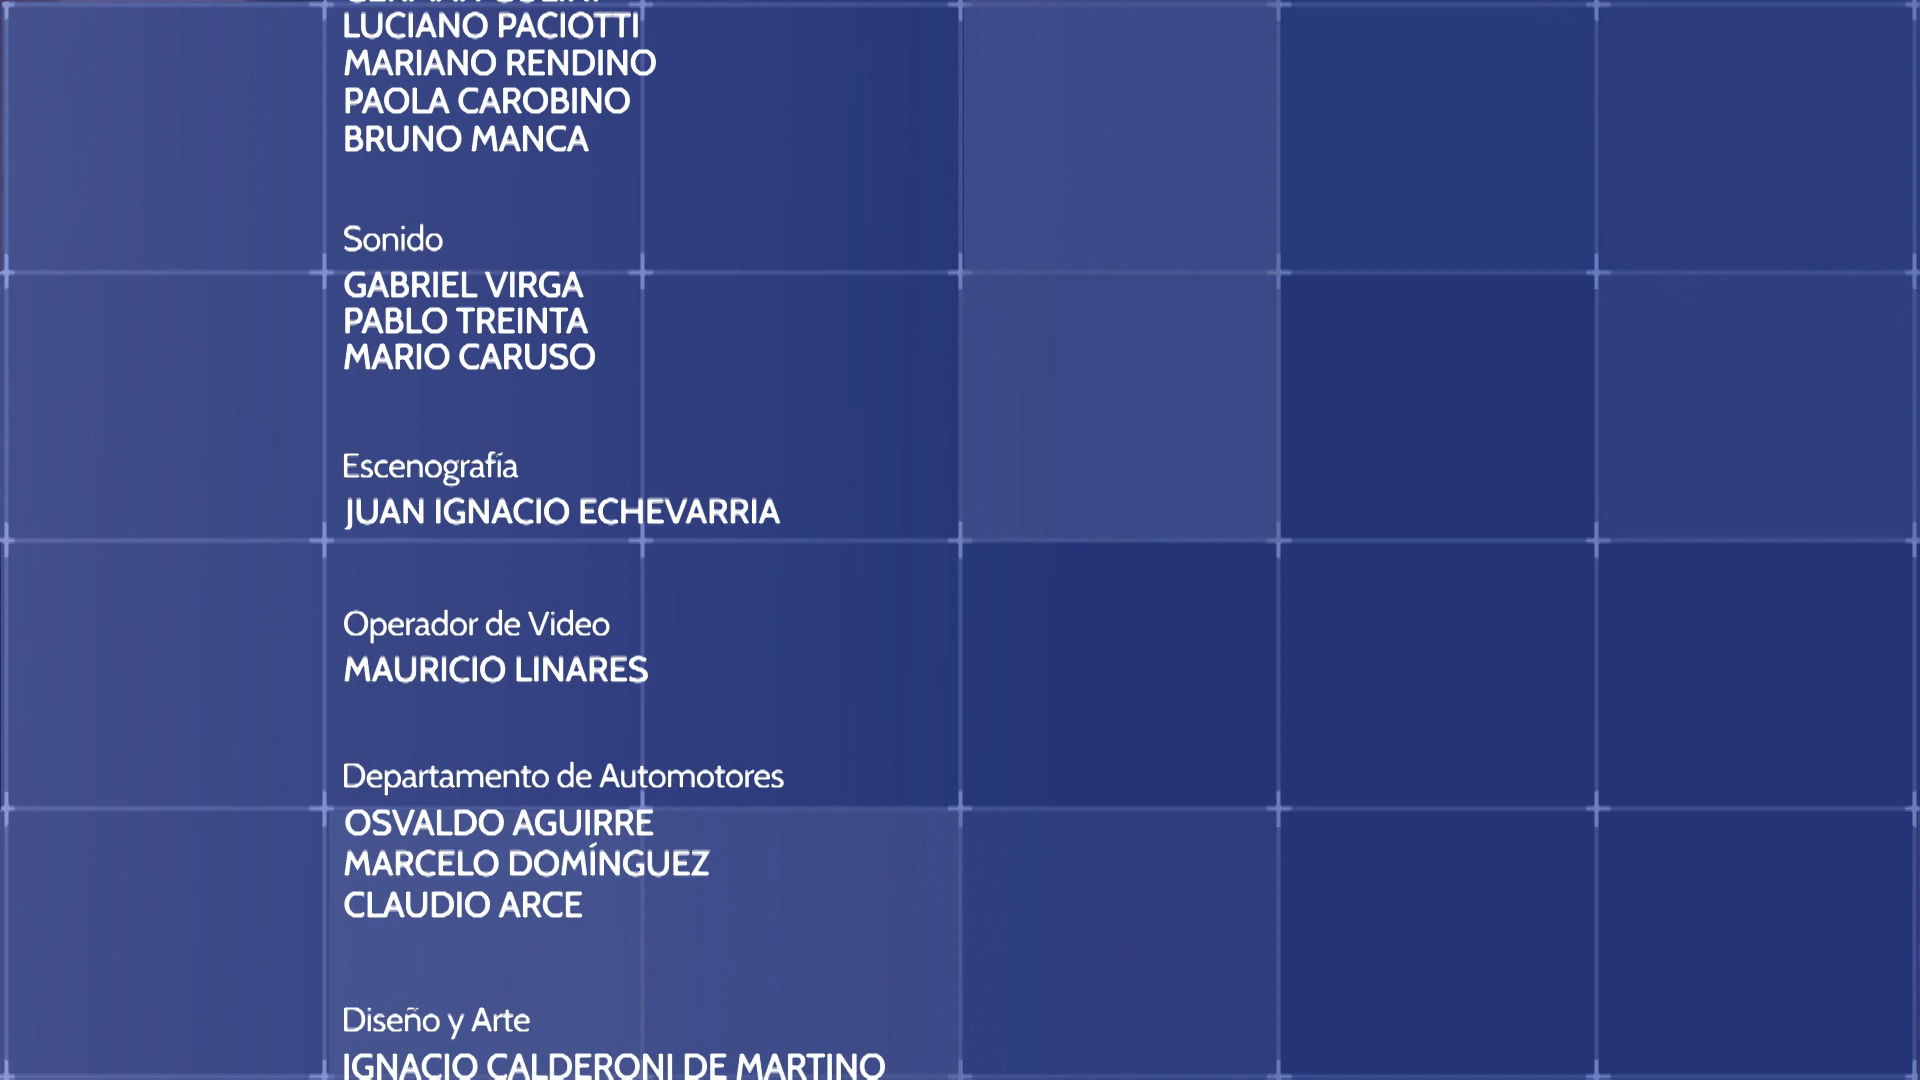 LUCIANO PACIOTTI
MARIANO RENDINO
PAOLA CAROBINO
BRUNO MANCA
Sonido
GABRIEL VIRGA
PABLO TREINTA
MARIO CARUSO
Escenografía
JUAN IGNACIO ECHEVARRIA
Operador de Video
MAURICIO LINARES
Departamento de Automotores
OSVALDO AGUIRRE
MARCELO DOMÍNGUEZ
CLAUDIO ARCE
Diseño y Arte
IGNACIO CALDERONI DE MARTINO